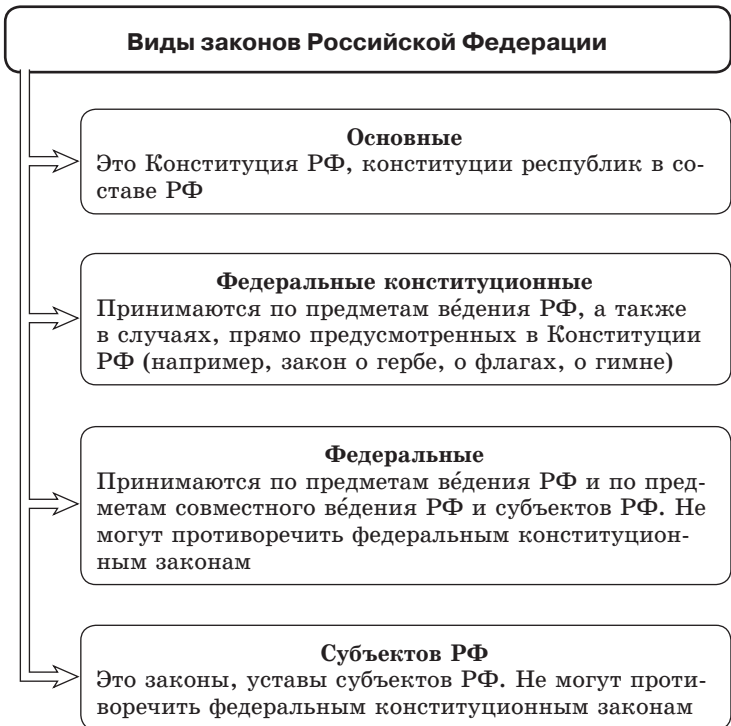 Виды законов Российской Федерации
Основные
Это Конституция РФ, конституции республик в со-
ставе РФ
Федеральные конституционные
Принимаются по предметам ве́дения РФ, а также
в случаях, прямо предусмотренных в Конституции
РФ (например, закон о гербе, о флагах, о гимне)
Федеральные
Принимаются по предметам ве́дения РФ и по пред-
метам совместного ве́дения РФ и субъектов РФ. Не
могут противоречить федеральным конституцион-
ным законам
Субъектов РФ
Это законы, уставы субъектов РФ. Не могут проти-
воречить федеральным конституционным законам